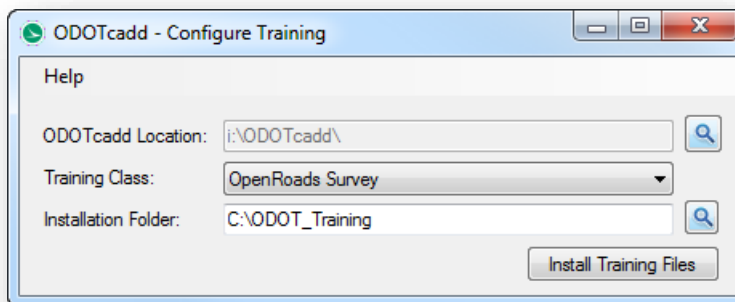 ODOTcadd - Configure Training
Help
ODOTcadd Location: i:\ODOTcadd\
Training Class: OpenRoads Survey
Installation Folder: C:\ODOT_Training
Install Training Files